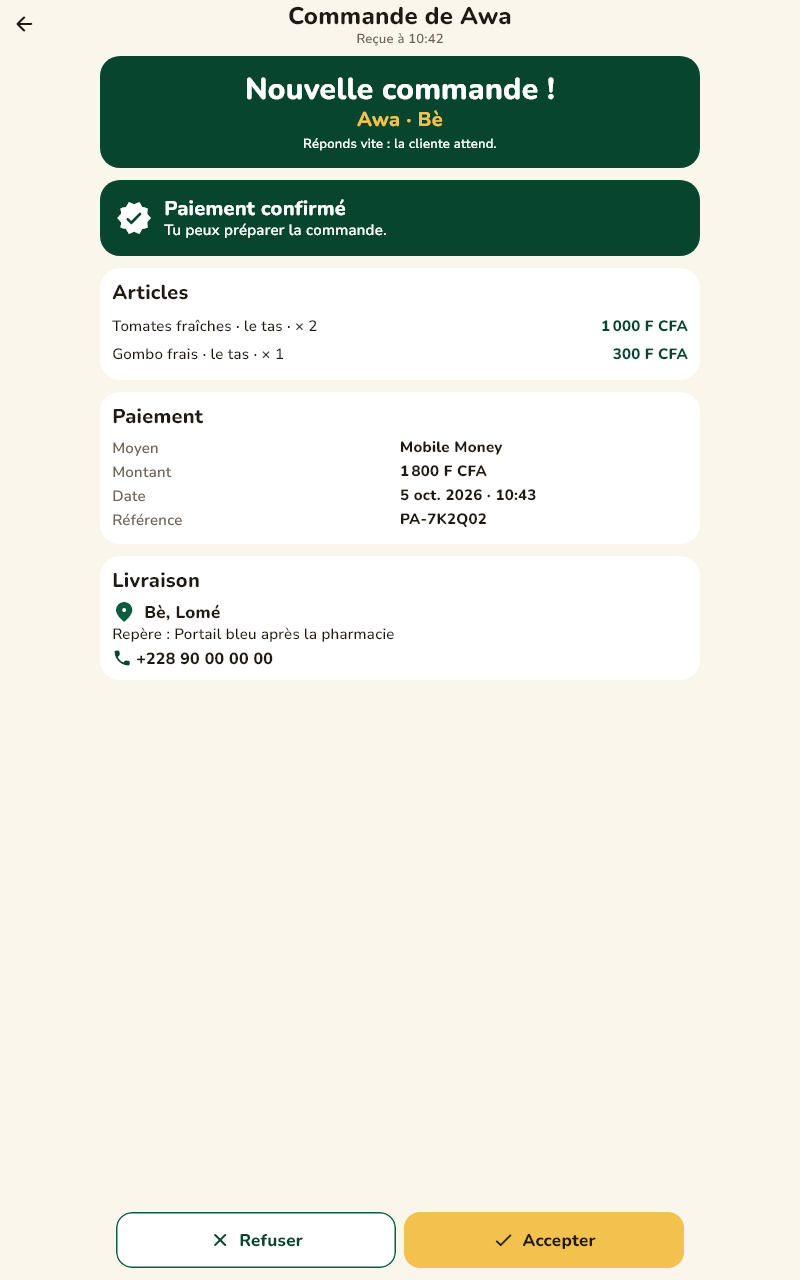 Commande de Awa
Reçue à 10:42
Nouvelle commande !
Awa · Bè
Réponds vite : la cliente attend.
Paiement confirmé
Tu peux préparer la commande.
Articles
Tomates fraîches · le tas · × 2 1 000 F CFA
Gombo frais · le tas · × 1 300 F CFA
Paiement
Moyen Mobile Money
Montant 1 800 F CFA
Date 5 oct. 2026 · 10:43
Référence PA-7K2Q02
Livraison
Bè, Lomé
Repère : Portail bleu après la pharmacie
+228 90 00 00 00
Refuser Accepter